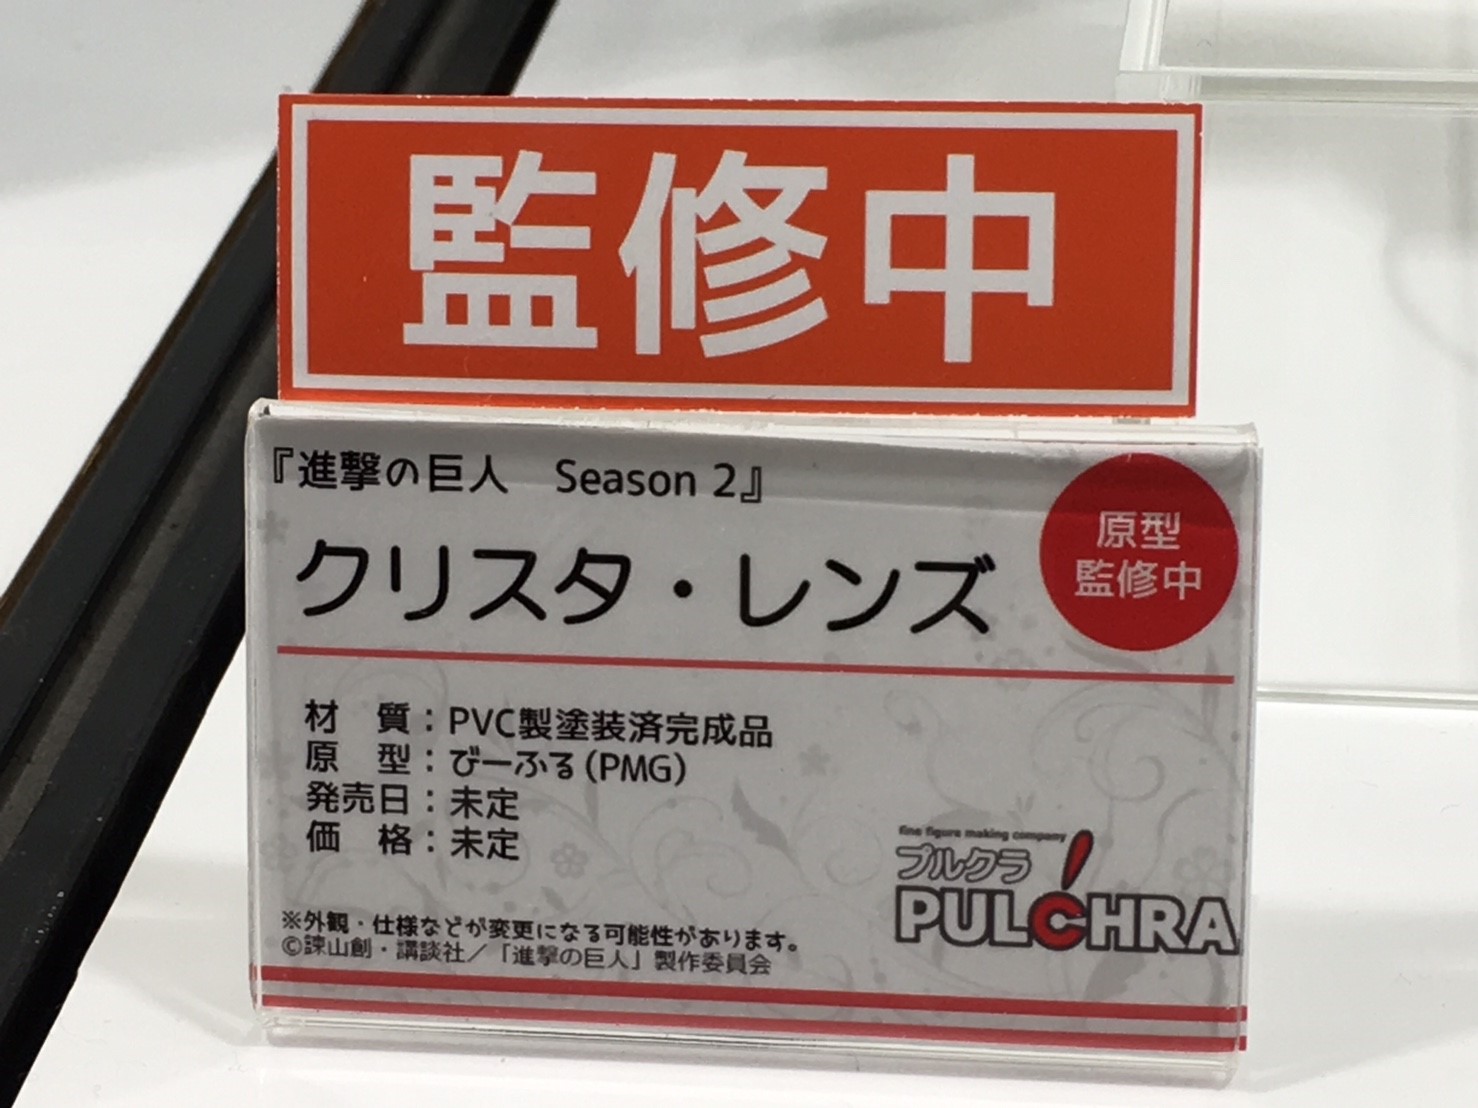 監修中
『進撃の巨人　Season 2』
クリスタ・レンズ
原型
監修中
材　質：PVC製塗装済完成品
原　型：びーふる(PMG)
発売日：未定
価　格：未定
fine figure making company
プルクラ
PULCHRA
※外観・仕様などが変更になる可能性があります。
©諫山創・講談社／「進撃の巨人」製作委員会